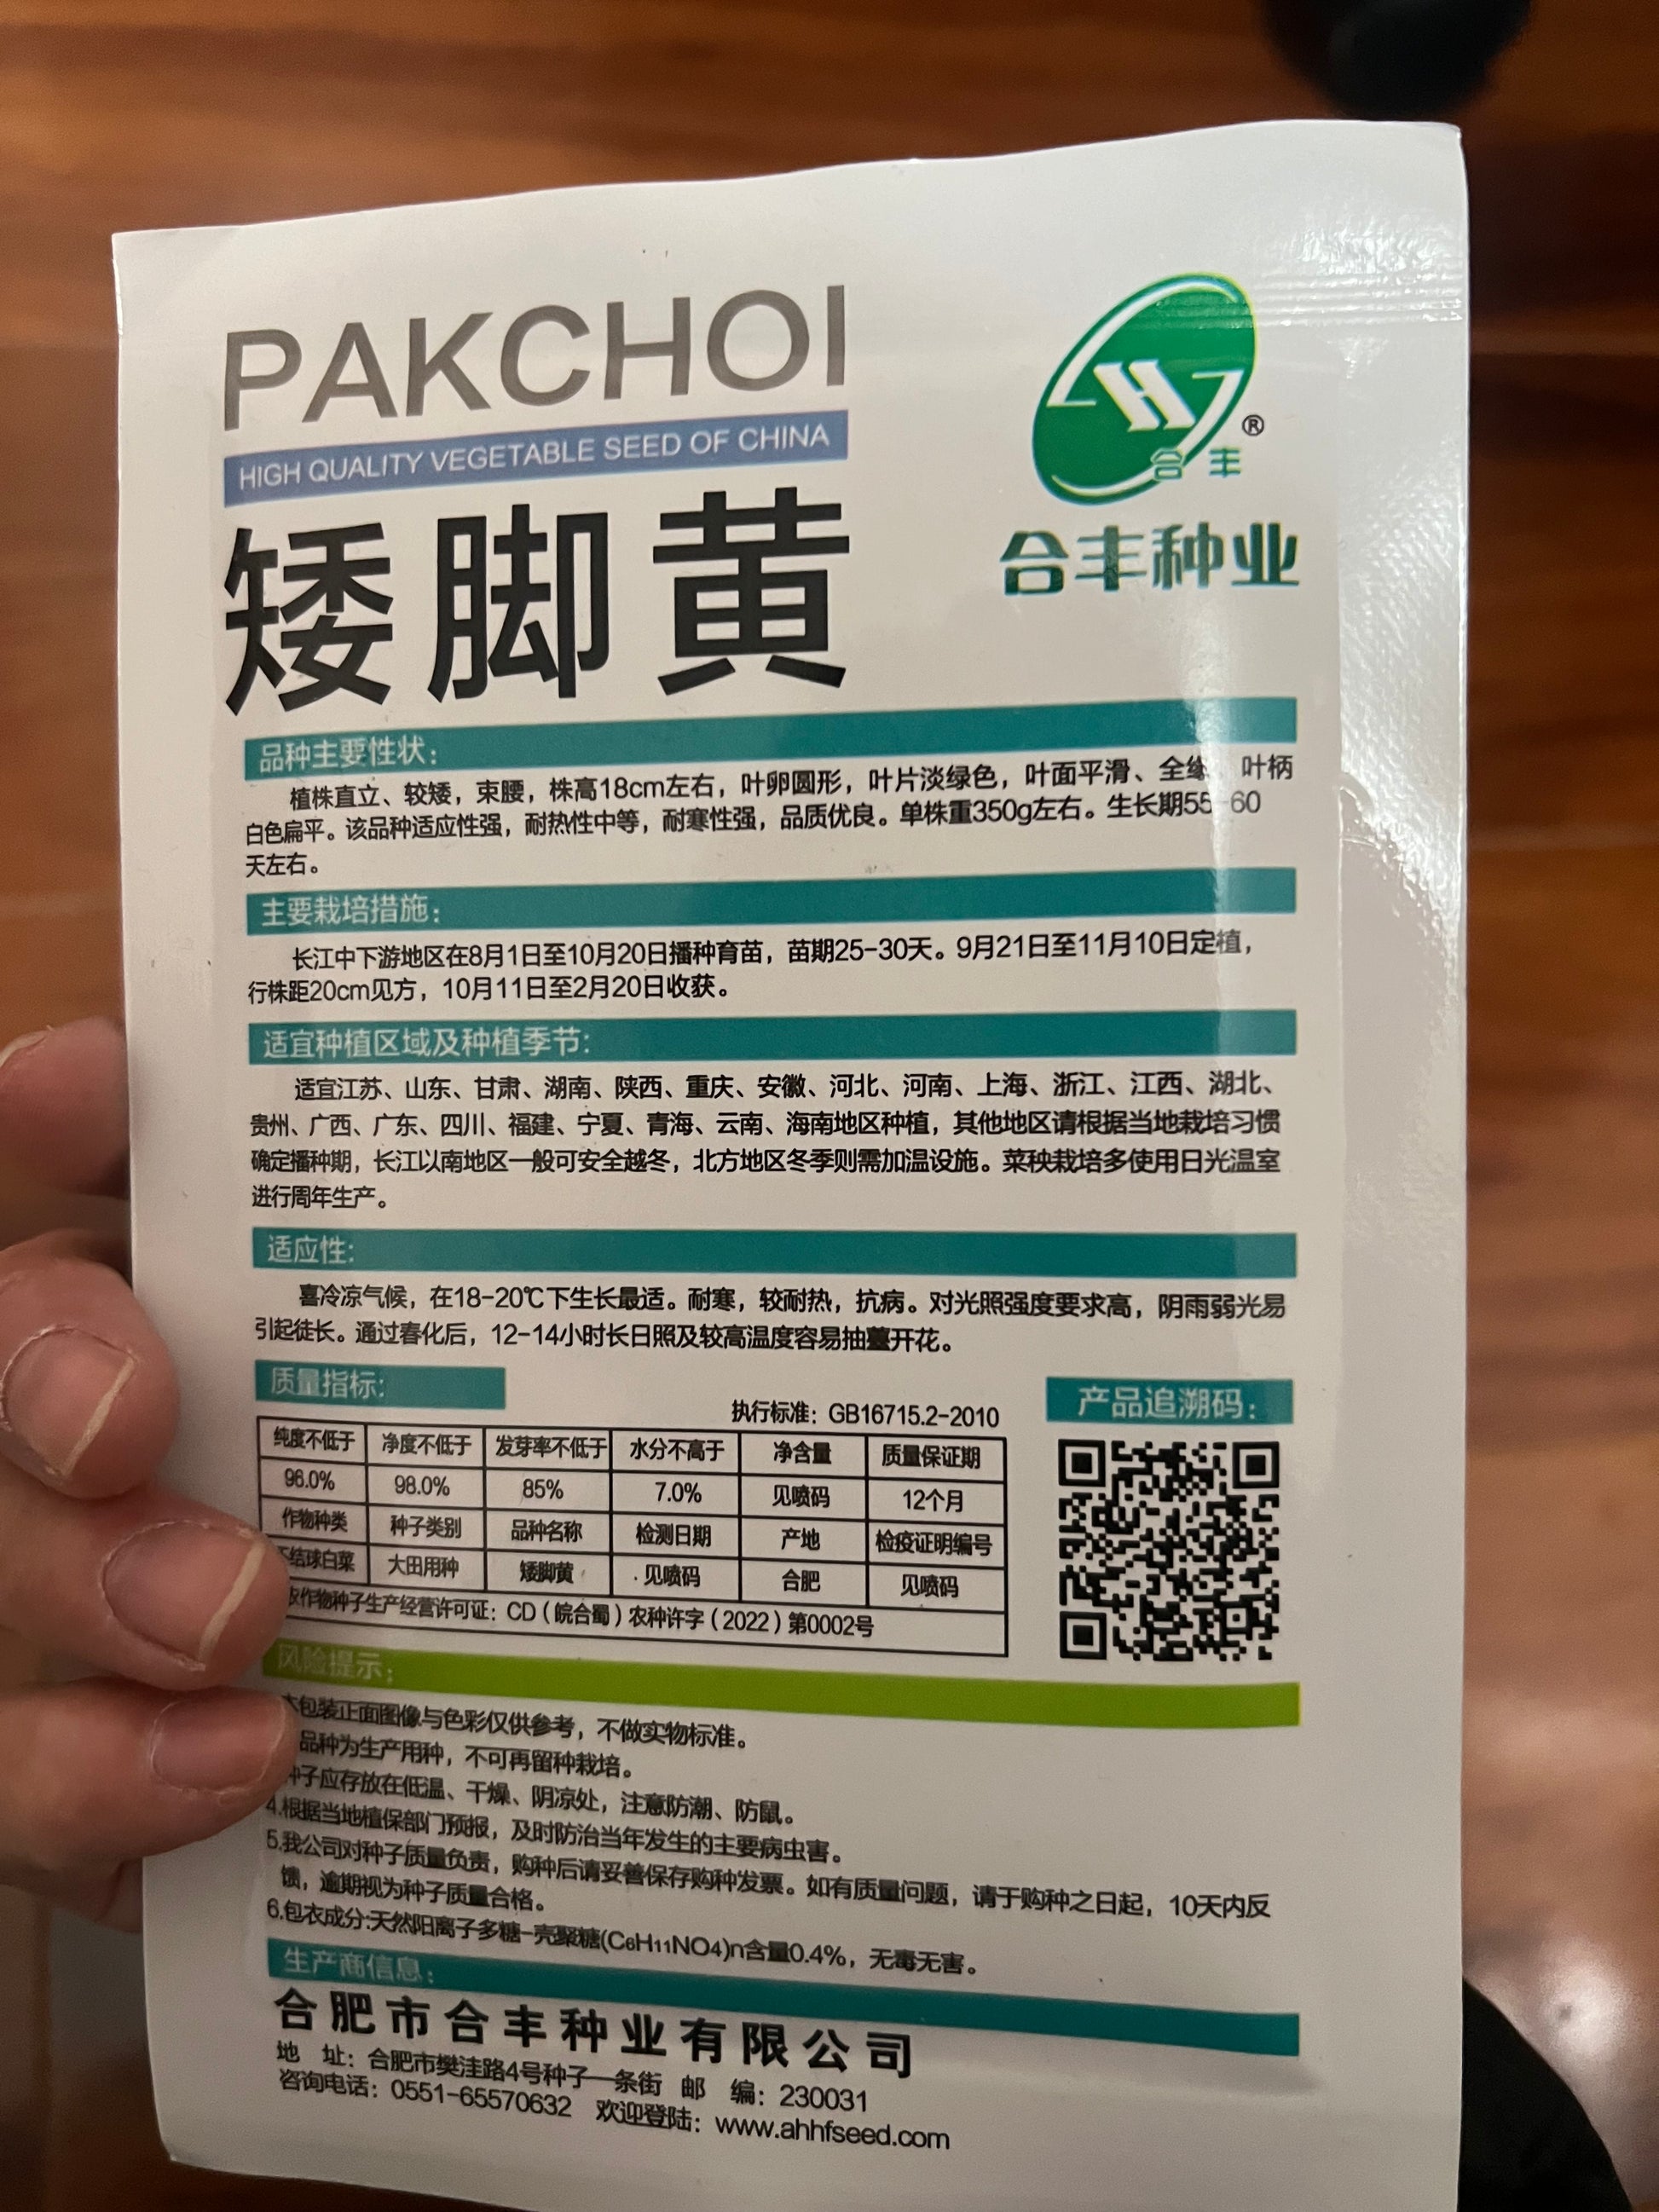 PAKCHOI
HIGH QUALITY VEGETABLE SEED OF CHINA
矮脚黄
®
合丰
合丰种业
品种主要性状：
植株直立、较矮，束腰，株高18cm左右，叶卵圆形，叶片淡绿色，叶面平滑、全缘 叶柄
白色扁平。该品种适应性强，耐热性中等，耐寒性强，品质优良。单株重350g左右。生长期55-60
天左右。
主要栽培措施：
长江中下游地区在8月1日至10月20日播种育苗，苗期25-30天。9月21日至11月10日定植，
行株距20cm见方，10月11日至2月20日收获。
适宜种植区域及种植季节：
适宜江苏、山东、甘肃、湖南、陕西、重庆、安徽、河北、河南、上海、浙江、江西、湖北、
贵州、广西、广东、四川、福建、宁夏、青海、云南、海南地区种植，其他地区请根据当地栽培习惯
确定播种期，长江以南地区一般可安全越冬，北方地区冬季则需加温设施。菜秧栽培多使用日光温室
进行周年生产。
适应性：
喜冷凉气候，在18-20℃下生长最适。耐寒，较耐热，抗病。对光照强度要求高，阴雨弱光易
引起徒长。通过春化后，12-14小时长日照及较高温度容易抽薹开花。
质量指标：
执行标准：GB16715.2-2010
产品追溯码：
纯度不低于 净度不低于 发芽率不低于 水分不高于 净含量 质量保证期
96.0% 98.0% 85% 7.0% 见喷码 12个月
作物种类 种子类别 品种名称 检测日期 产地 检疫证明编号
结球白菜 大田用种 矮脚黄 见喷码 合肥 见喷码
作物种子生产经营许可证：CD（皖合蜀）农种许字（2022）第0002号
风险提示：
包装正面图像与色彩仅供参考，不做实物标准。
品种为生产用种，不可再留种栽培。
种子应存放在低温、干燥、阴凉处，注意防潮、防鼠。
4.根据当地植保部门预报，及时防治当年发生的主要病虫害。
5.我公司对种子质量负责，购种后请妥善保存购种发票。如有质量问题，请于购种之日起，10天内反
馈，逾期视为种子质量合格。
6.包衣成分:天然阳离子多糖-壳聚糖(C6H11NO4)n含量0.4%，无毒无害。
生产商信息：
合肥市合丰种业有限公司
地 址：合肥市樊洼路4号种子一条街 邮 编：230031
咨询电话：0551-65570632 欢迎登陆：www.ahhfseed.com